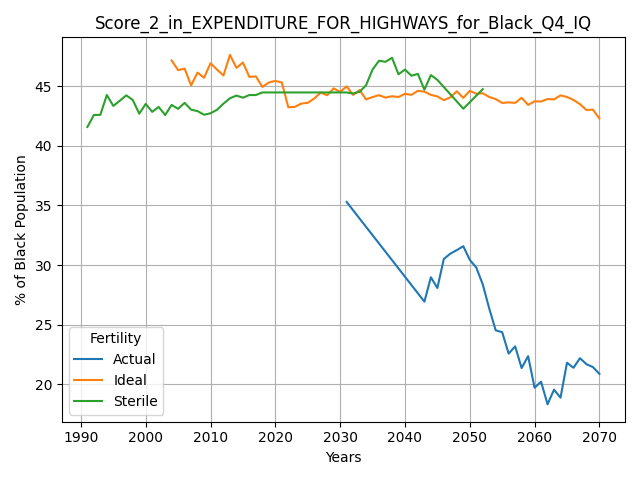 Score_2_in_EXPENDITURE_FOR_HIGHWAYS_for_Black_Q4_IQ
% of Black Population
45
40
35
30
25
20
Fertility
Actual
Ideal
Sterile
1990 2000 2010 2020 2030 2040 2050 2060 2070
Years